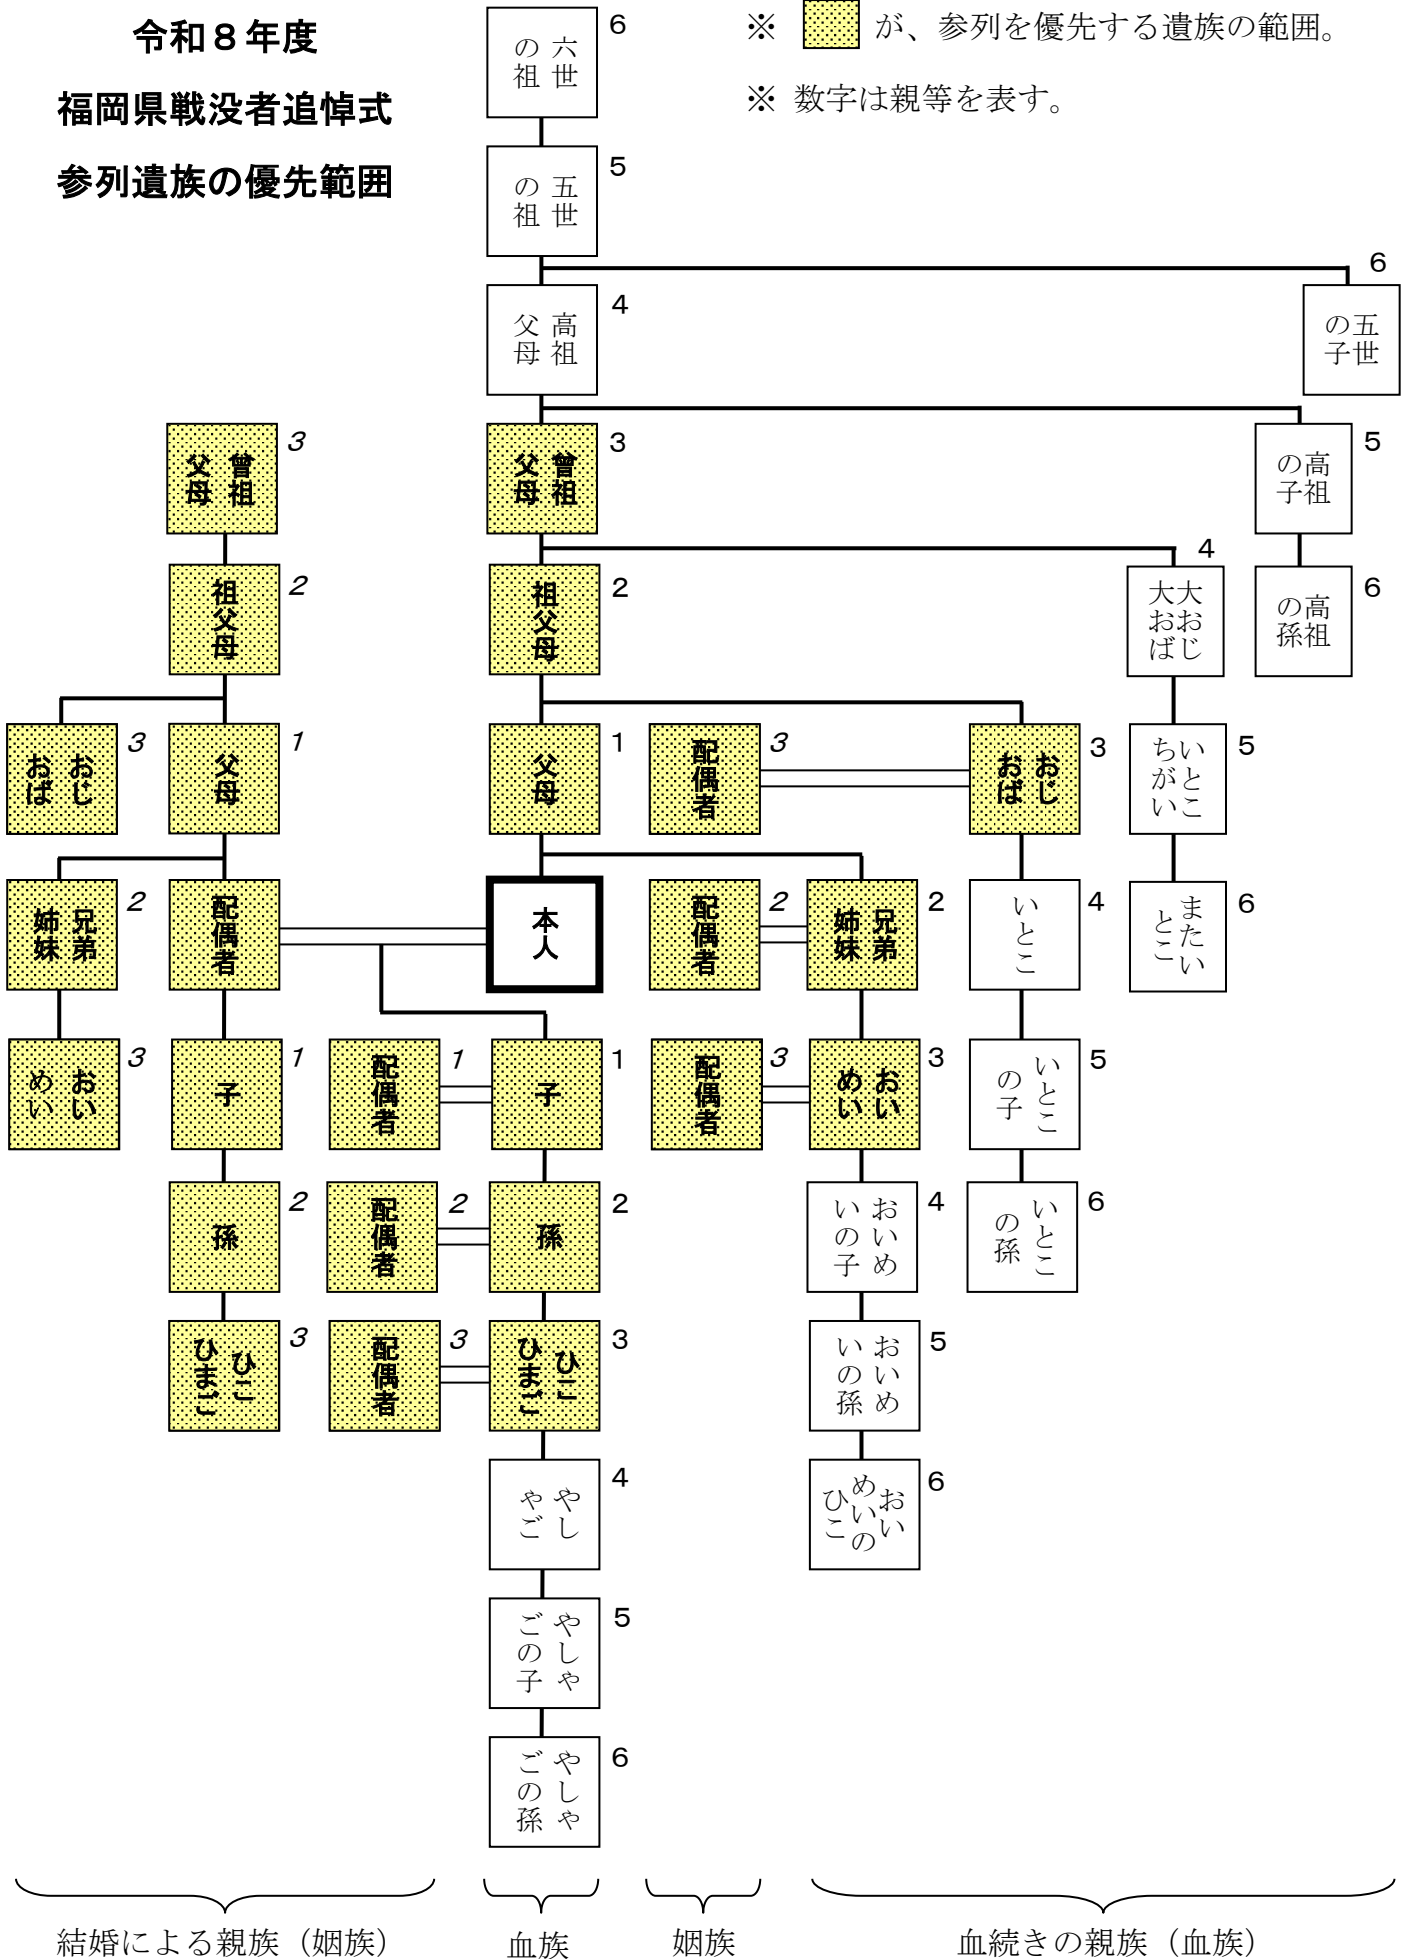 令和８年度
福岡県戦没者追悼式
参列遺族の優先範囲
※ が、参列を優先する遺族の範囲。
※ 数字は親等を表す。
六世の祖 6
五世の祖 5
五世の子 6
高祖父母 4
曾祖父母 3
曾祖父母 3
高祖の子 5
祖父母 2
祖父母 2
大おじ大おば 4
高祖の孫 6
おじおば 3
父母 1
父母 1
配偶者 3
おじおば 3
いとこちがい 5
兄弟姉妹 2
配偶者
本人
配偶者 2
兄弟姉妹 2
いとこ 4
またいとこ 6
おいめい 3
子 1
配偶者 1
子 1
配偶者 3
おいめい 3
いとこの子 5
孫 2
配偶者 2
孫 2
おいめいの子 4
いとこの孫 6
ひこひまご 3
配偶者 3
ひこひまご 3
おいめいの孫 5
やしゃご 4
おいめいのひこ 6
やしゃごの子 5
やしゃごの孫 6
結婚による親族（姻族）
血族
姻族
血続きの親族（血族）